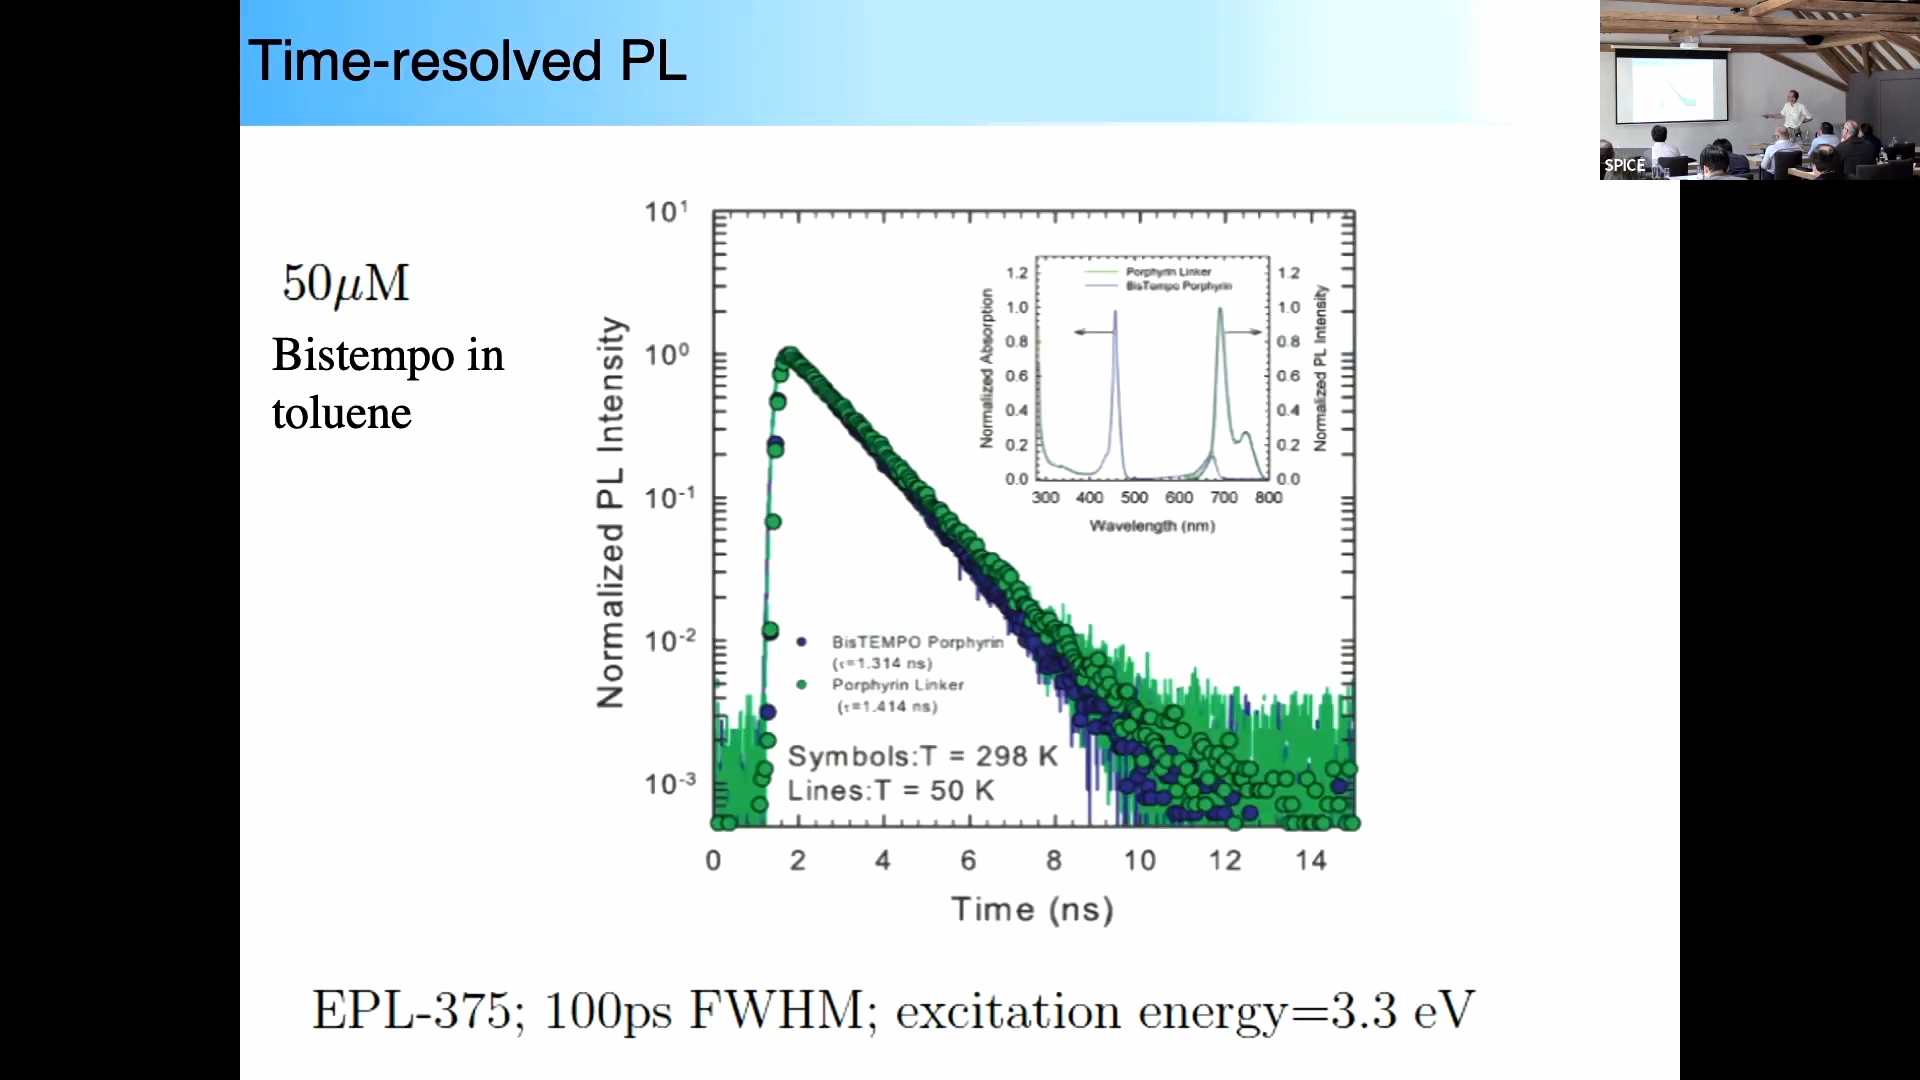 Time-resolved PL
SPICE
50μM
Bistempo in
toluene
Normalized PL Intensity
10¹
10⁰
10⁻¹
10⁻²
10⁻³
0 2 4 6 8 10 12 14
Time (ns)
BisTEMPO Porphyrin
(τ=1.314 ns)
Porphyrin Linker
(τ=1.414 ns)
Symbols:T = 298 K
Lines:T = 50 K
Porphyrin Linker
BisTempo Porphyrin
Normalized Absorption
1.2
1.0
0.8
0.6
0.4
0.2
0.0
1.2
1.0
0.8
0.6
0.4
0.2
0.0
Normalized PL Intensity
300 400 500 600 700 800
Wavelength (nm)
EPL-375; 100ps FWHM; excitation energy=3.3 eV